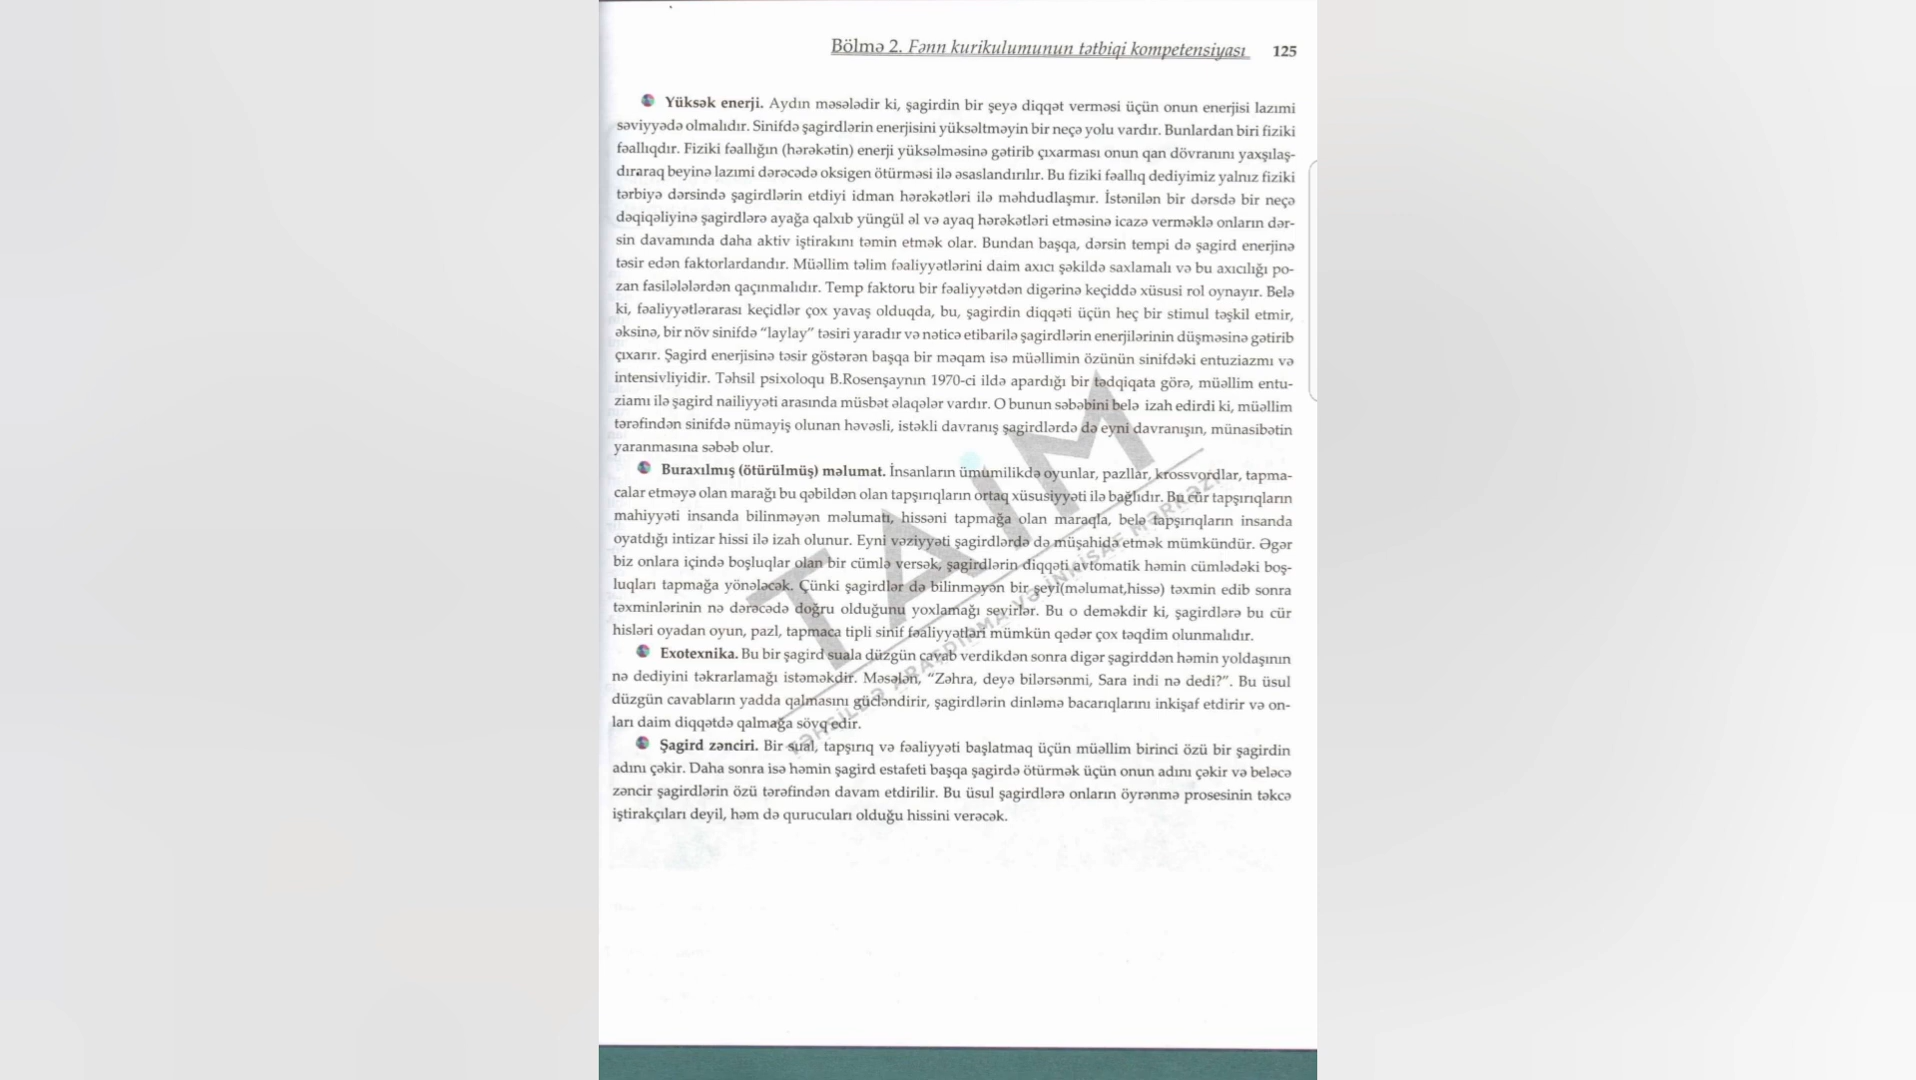 Bölmə 2. Fənn kurikulumunun tətbiqi kompetensiyası 125
Yüksək enerji. Aydın məsələdir ki, şagirdin bir şeyə diqqət verməsi üçün onun enerjisi lazımi
səviyyədə olmalıdır. Sinifdə şagirdlərin enerjisini yüksəltməyin bir neçə yolu vardır. Bunlardan biri fiziki
fəallıqdır. Fiziki fəallığın (hərəkətin) enerji yüksəlməsinə gətirib çıxarması onun qan dövranını yaxşılaş-
dıraraq beyinə lazımi dərəcədə oksigen ötürməsi ilə əsaslandırılır. Bu fiziki fəallıq dediyimiz yalnız fiziki
tərbiyə dərsində şagirdlərin etdiyi idman hərəkətləri ilə məhdudlaşmır. İstənilən bir dərsdə bir neçə
dəqiqəliyinə şagirdlərə ayağa qalxıb yüngül əl və ayaq hərəkətləri etməsinə icazə verməklə onların dər-
sin davamında daha aktiv iştirakını təmin etmək olar. Bundan başqa, dərsin tempi də şagird enerjinə
təsir edən faktorlardandır. Müəllim təlim fəaliyyətlərini daim axıcı şəkildə saxlamalı və bu axıcılığı po-
zan fasilələlərdən qaçınmalıdır. Temp faktoru bir fəaliyyətdən digərinə keçiddə xüsusi rol oynayır. Belə
ki, fəaliyyətlərarası keçidlər çox yavaş olduqda, bu, şagirdin diqqəti üçün heç bir stimul təşkil etmir,
əksinə, bir növ sinifdə “laylay” təsiri yaradır və nəticə etibarilə şagirdlərin enerjilərinin düşməsinə gətirib
çıxarır. Şagird enerjisinə təsir göstərən başqa bir məqam isə müəllimin özünün sinifdəki entuziazmı və
intensivliyidir. Təhsil psixoloqu B.Rosenşaynın 1970-ci ildə apardığı bir tədqiqata görə, müəllim entu-
ziamı ilə şagird nailiyyəti arasında müsbət əlaqələr vardır. O bunun səbəbini belə izah edirdi ki, müəllim
tərəfindən sinifdə nümayiş olunan həvəsli, istəkli davranış şagirdlərdə də eyni davranışın, münasibətin
yaranmasına səbəb olur.
Buraxılmış (ötürülmüş) məlumat. İnsanların ümumilikdə oyunlar, pazllar, krossvordlar, tapma-
calar etməyə olan marağı bu qəbildən olan tapşırıqların ortaq xüsusiyyəti ilə bağlıdır. Bu cür tapşırıqların
mahiyyəti insanda bilinməyən məlumatı, hissəni tapmağa olan maraqla, belə tapşırıqların insanda
oyatdığı intizar hissi ilə izah olunur. Eyni vəziyyəti şagirdlərdə də müşahidə etmək mümkündür. Əgər
biz onlara içində boşluqlar olan bir cümlə versək, şagirdlərin diqqəti avtomatik həmin cümlədəki boş-
luqları tapmağa yönələcək. Çünki şagirdlər də bilinməyən bir şeyi(məlumat,hissə) təxmin edib sonra
təxminlərinin nə dərəcədə doğru olduğunu yoxlamağı sevirlər. Bu o deməkdir ki, şagirdlərə bu cür
hisləri oyadan oyun, pazl, tapmaca tipli sinif fəaliyyətləri mümkün qədər çox təqdim olunmalıdır.
Exotexnika. Bu bir şagird suala düzgün cavab verdikdən sonra digər şagirddən həmin yoldaşının
nə dediyini təkrarlamağı istəməkdir. Məsələn, “Zəhra, deyə bilərsənmi, Sara indi nə dedi?”. Bu üsul
düzgün cavabların yadda qalmasını gücləndirir, şagirdlərin dinləmə bacarıqlarını inkişaf etdirir və on-
ları daim diqqətdə qalmağa sövq edir.
Şagird zənciri. Bir sual, tapşırıq və fəaliyyəti başlatmaq üçün müəllim birinci özü bir şagirdin
adını çəkir. Daha sonra isə həmin şagird estafeti başqa şagirdə ötürmək üçün onun adını çəkir və beləcə
zəncir şagirdlərin özü tərəfindən davam etdirilir. Bu üsul şagirdlərə onların öyrənmə prosesinin təkcə
iştirakçıları deyil, həm də qurucuları olduğu hissini verəcək.
TAİM
TƏHSİLDƏ ARAŞDIRMA VƏ İNKİŞAF MƏRKƏZİ